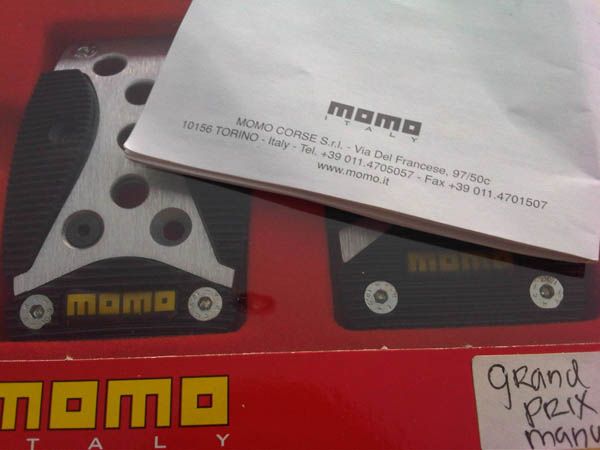 momo
ITALY
MOMO CORSE S.r.l. - Via Del Francese, 97/50c
10156 TORINO - Italy - Tel. +39 011.4705057 - Fax +39 011.4701507
www.momo.it
momo
momo
momo
ITALY
grand
PRIX
manu